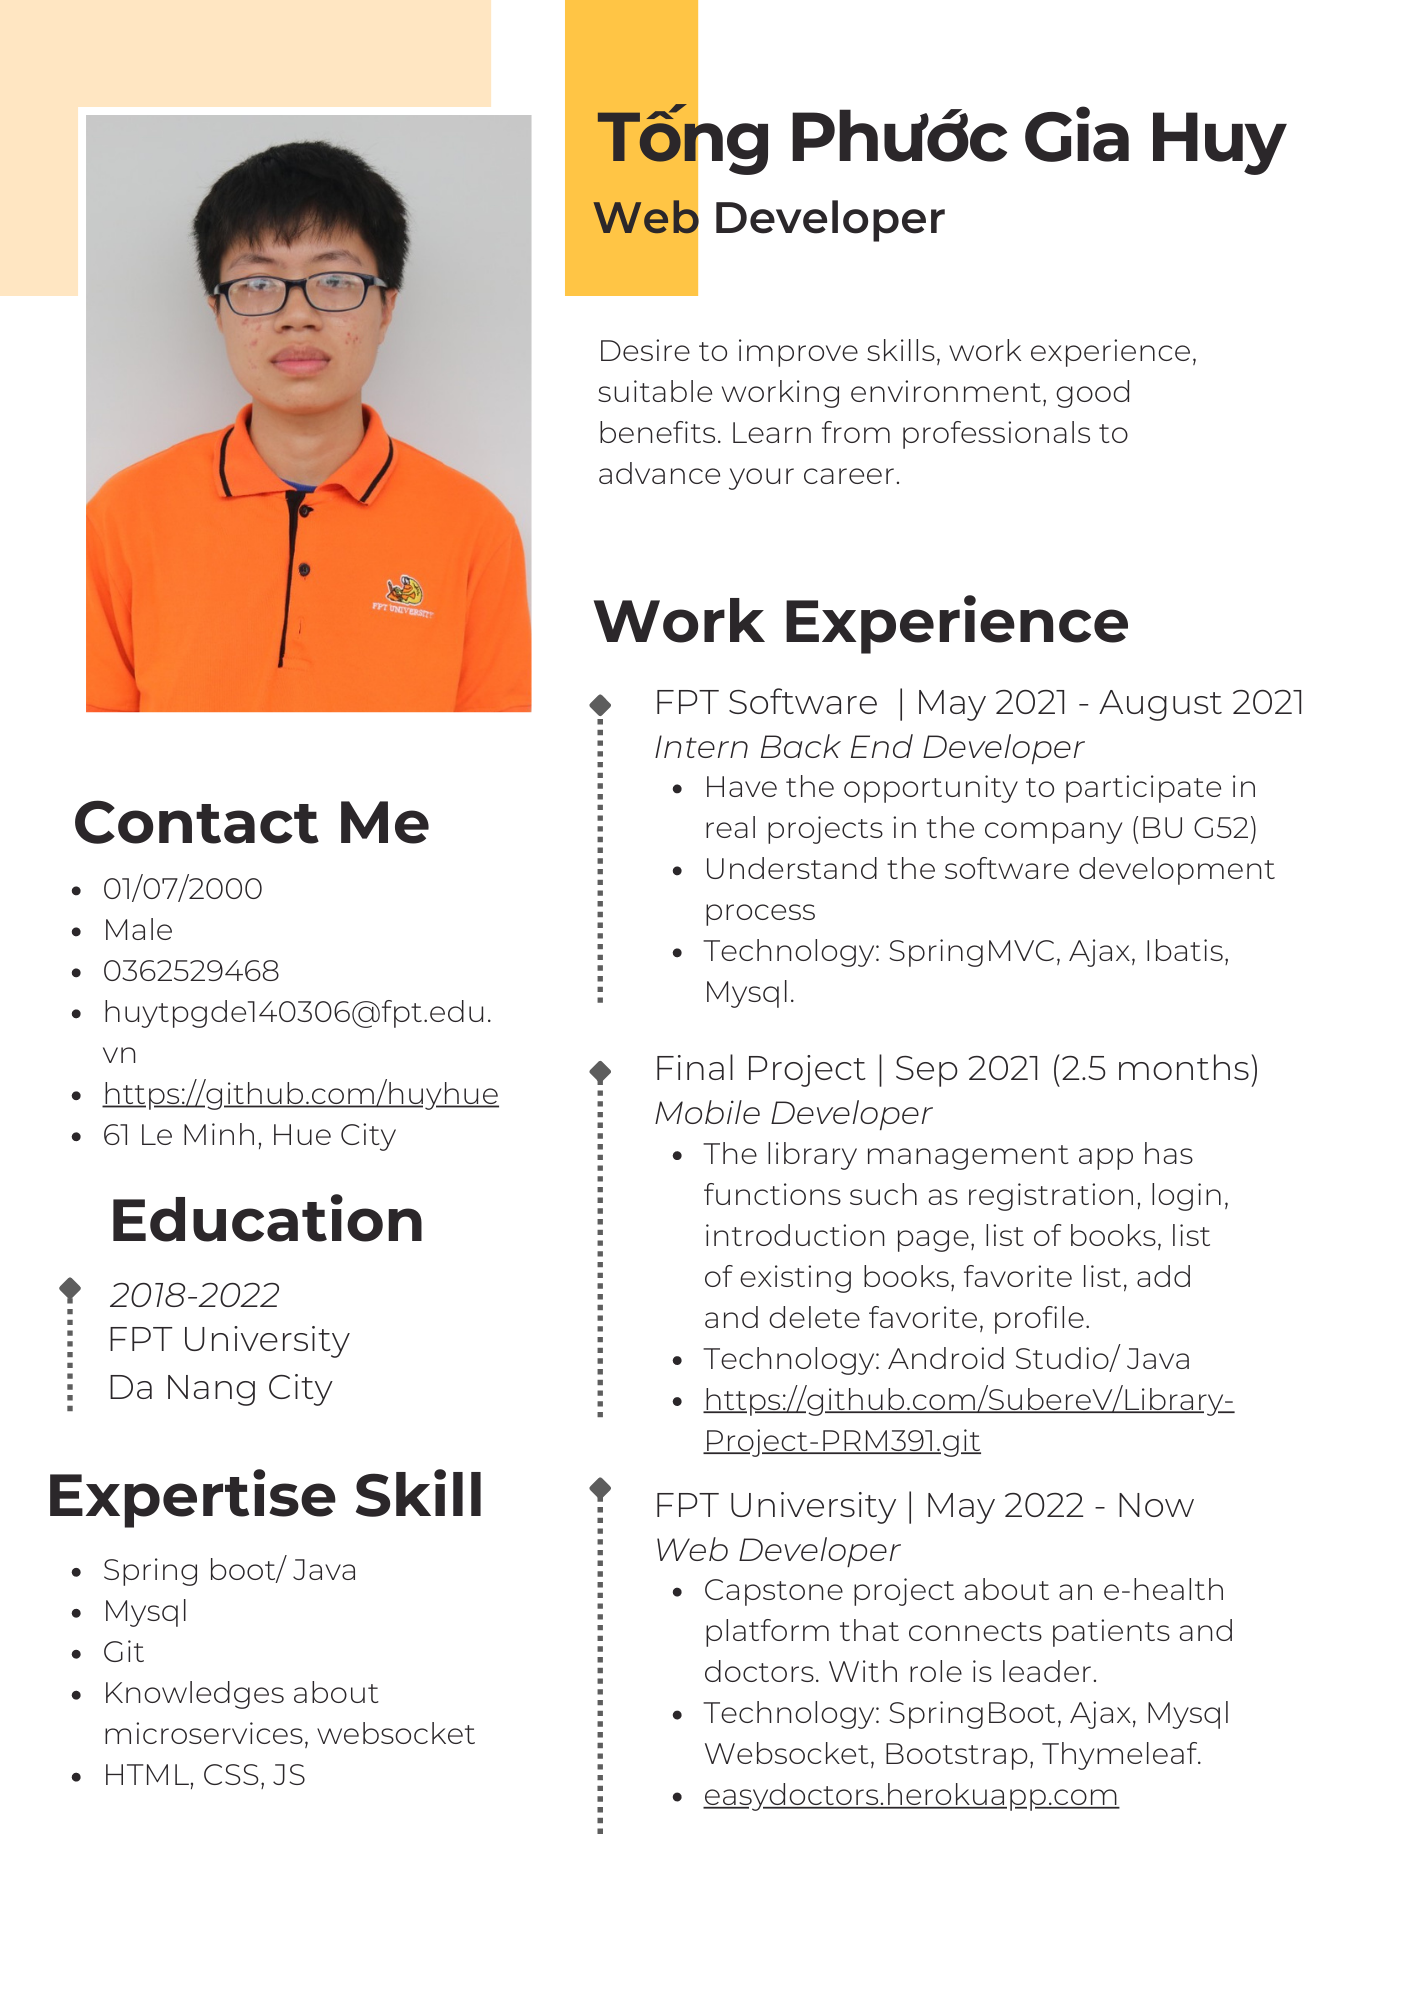 Tống Phước Gia Huy
Web Developer
Desire to improve skills, work experience,
suitable working environment, good
benefits. Learn from professionals to
advance your career.
FPT UNIVERSITY
Contact Me
01/07/2000
Male
0362529468
huytpgde140306@fpt.edu.
vn
https://github.com/huyhue
61 Le Minh, Hue City
Education
2018-2022
FPT University
Da Nang City
Expertise Skill
Spring boot/ Java
Mysql
Git
Knowledges about
microservices, websocket
HTML, CSS, JS
Work Experience
FPT Software | May 2021 - August 2021
Intern Back End Developer
Have the opportunity to participate in
real projects in the company (BU G52)
Understand the software development
process
Technology: SpringMVC, Ajax, Ibatis,
Mysql.
Final Project | Sep 2021 (2.5 months)
Mobile Developer
The library management app has
functions such as registration, login,
introduction page, list of books, list
of existing books, favorite list, add
and delete favorite, profile.
Technology: Android Studio/ Java
https://github.com/SubereV/Library-
Project-PRM391.git
FPT University | May 2022 - Now
Web Developer
Capstone project about an e-health
platform that connects patients and
doctors. With role is leader.
Technology: SpringBoot, Ajax, Mysql
Websocket, Bootstrap, Thymeleaf.
easydoctors.herokuapp.com